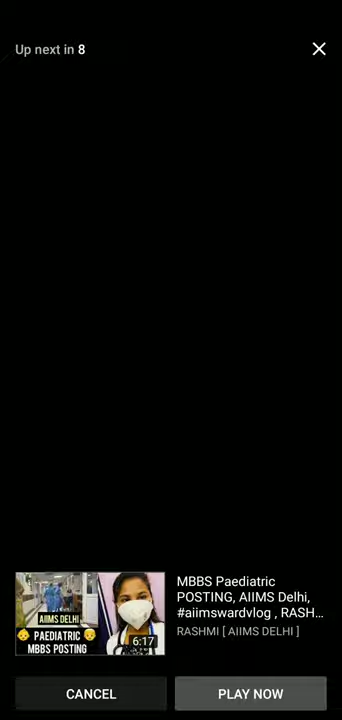 Up next in 8
MBBS Paediatric
POSTING, AIIMS Delhi,
#aiimswardvlog , RASH...
RASHMI [ AIIMS DELHI ]
AIIMS DELHI
PAEDIATRIC
MBBS POSTING
6:17
CANCEL
PLAY NOW